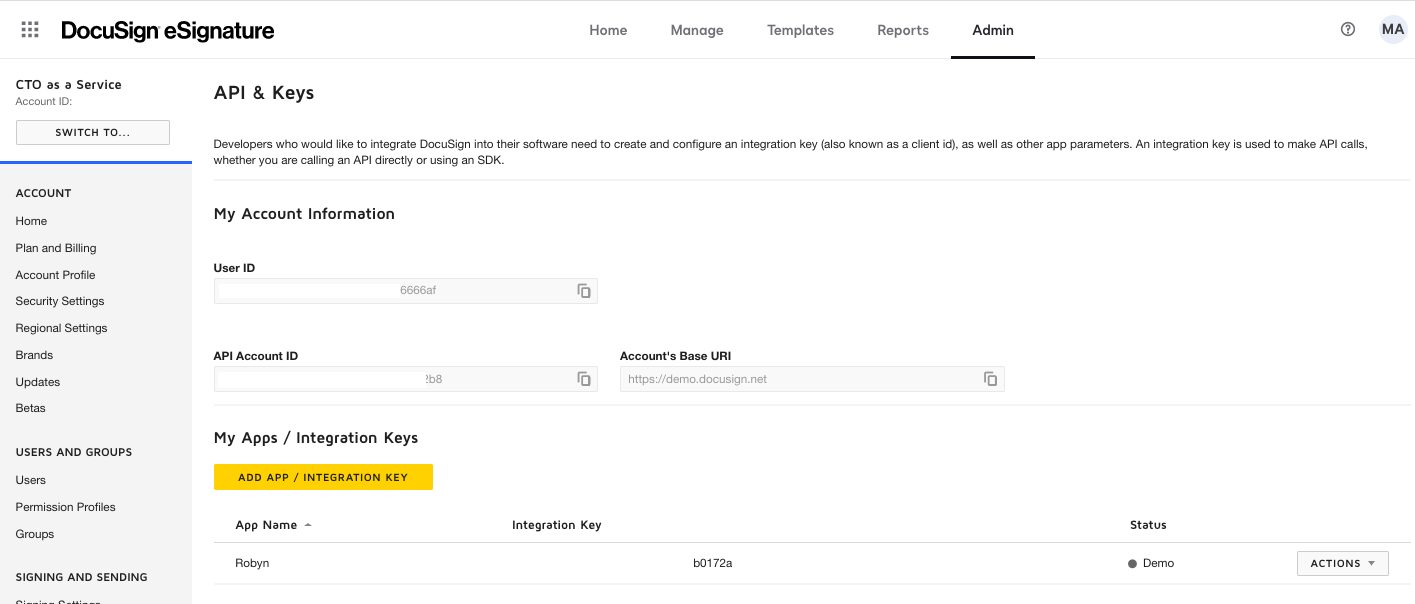 DocuSign eSignature
Home
Manage
Templates
Reports
Admin
MA
CTO as a Service
Account ID:
SWITCH TO...
ACCOUNT
Home
Plan and Billing
Account Profile
Security Settings
Regional Settings
Brands
Updates
Betas
USERS AND GROUPS
Users
Permission Profiles
Groups
SIGNING AND SENDING
Signing Settings
API & Keys
Developers who would like to integrate DocuSign into their software need to create and configure an integration key (also known as a client id), as well as other app parameters. An integration key is used to make API calls,
whether you are calling an API directly or using an SDK.
My Account Information
User ID
6666af
API Account ID
2b8
Account's Base URI
https://demo.docusign.net
My Apps / Integration Keys
ADD APP / INTEGRATION KEY
App Name
Integration Key
Status
Robyn
b0172a
Demo
ACTIONS